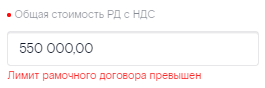 Общая стоимость РД с НДС
550 000,00
Лимит рамочного договора превышен